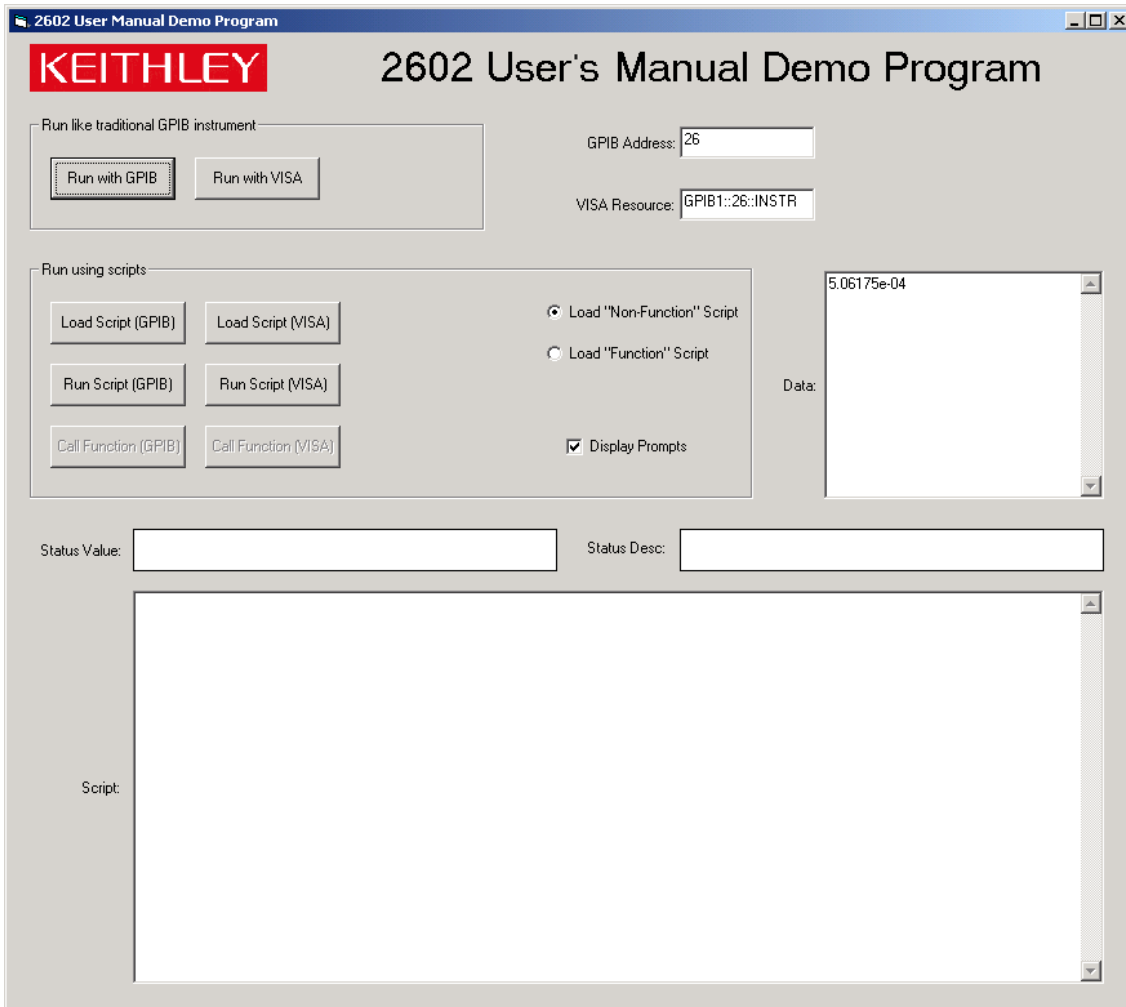 2602 User Manual Demo Program
KEITHLEY
2602 User's Manual Demo Program
Run like traditional GPIB instrument
Run with GPIB
Run with VISA
GPIB Address:
26
VISA Resource:
GPIB1::26::INSTR
Run using scripts
Load Script (GPIB)
Load Script (VISA)
Load "Non-Function" Script
Load "Function" Script
Run Script (GPIB)
Run Script (VISA)
Call Function (GPIB)
Call Function (VISA)
Display Prompts
Data:
5.06175e-04
Status Value:
Status Desc:
Script: